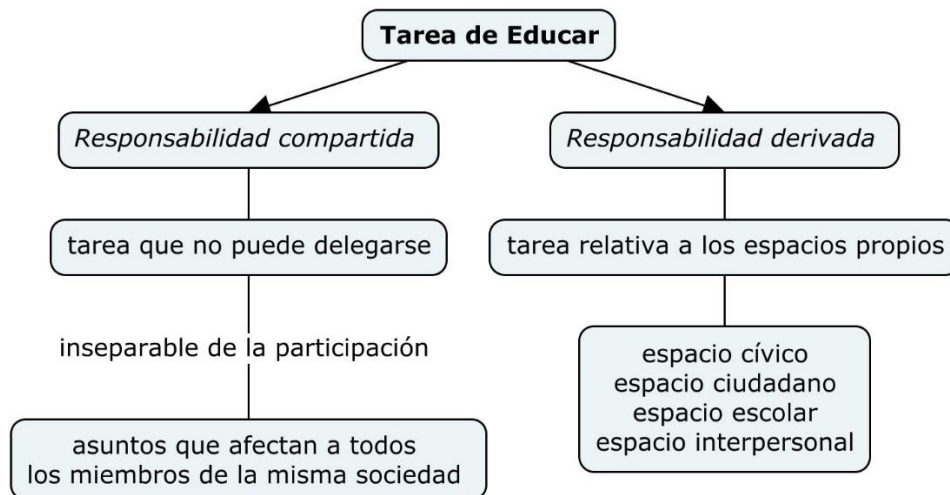 Tarea de Educar
Responsabilidad compartida
Responsabilidad derivada
tarea que no puede delegarse
tarea relativa a los espacios propios
inseparable de la participación
espacio cívico
espacio ciudadano
espacio escolar
espacio interpersonal
asuntos que afectan a todos
los miembros de la misma sociedad